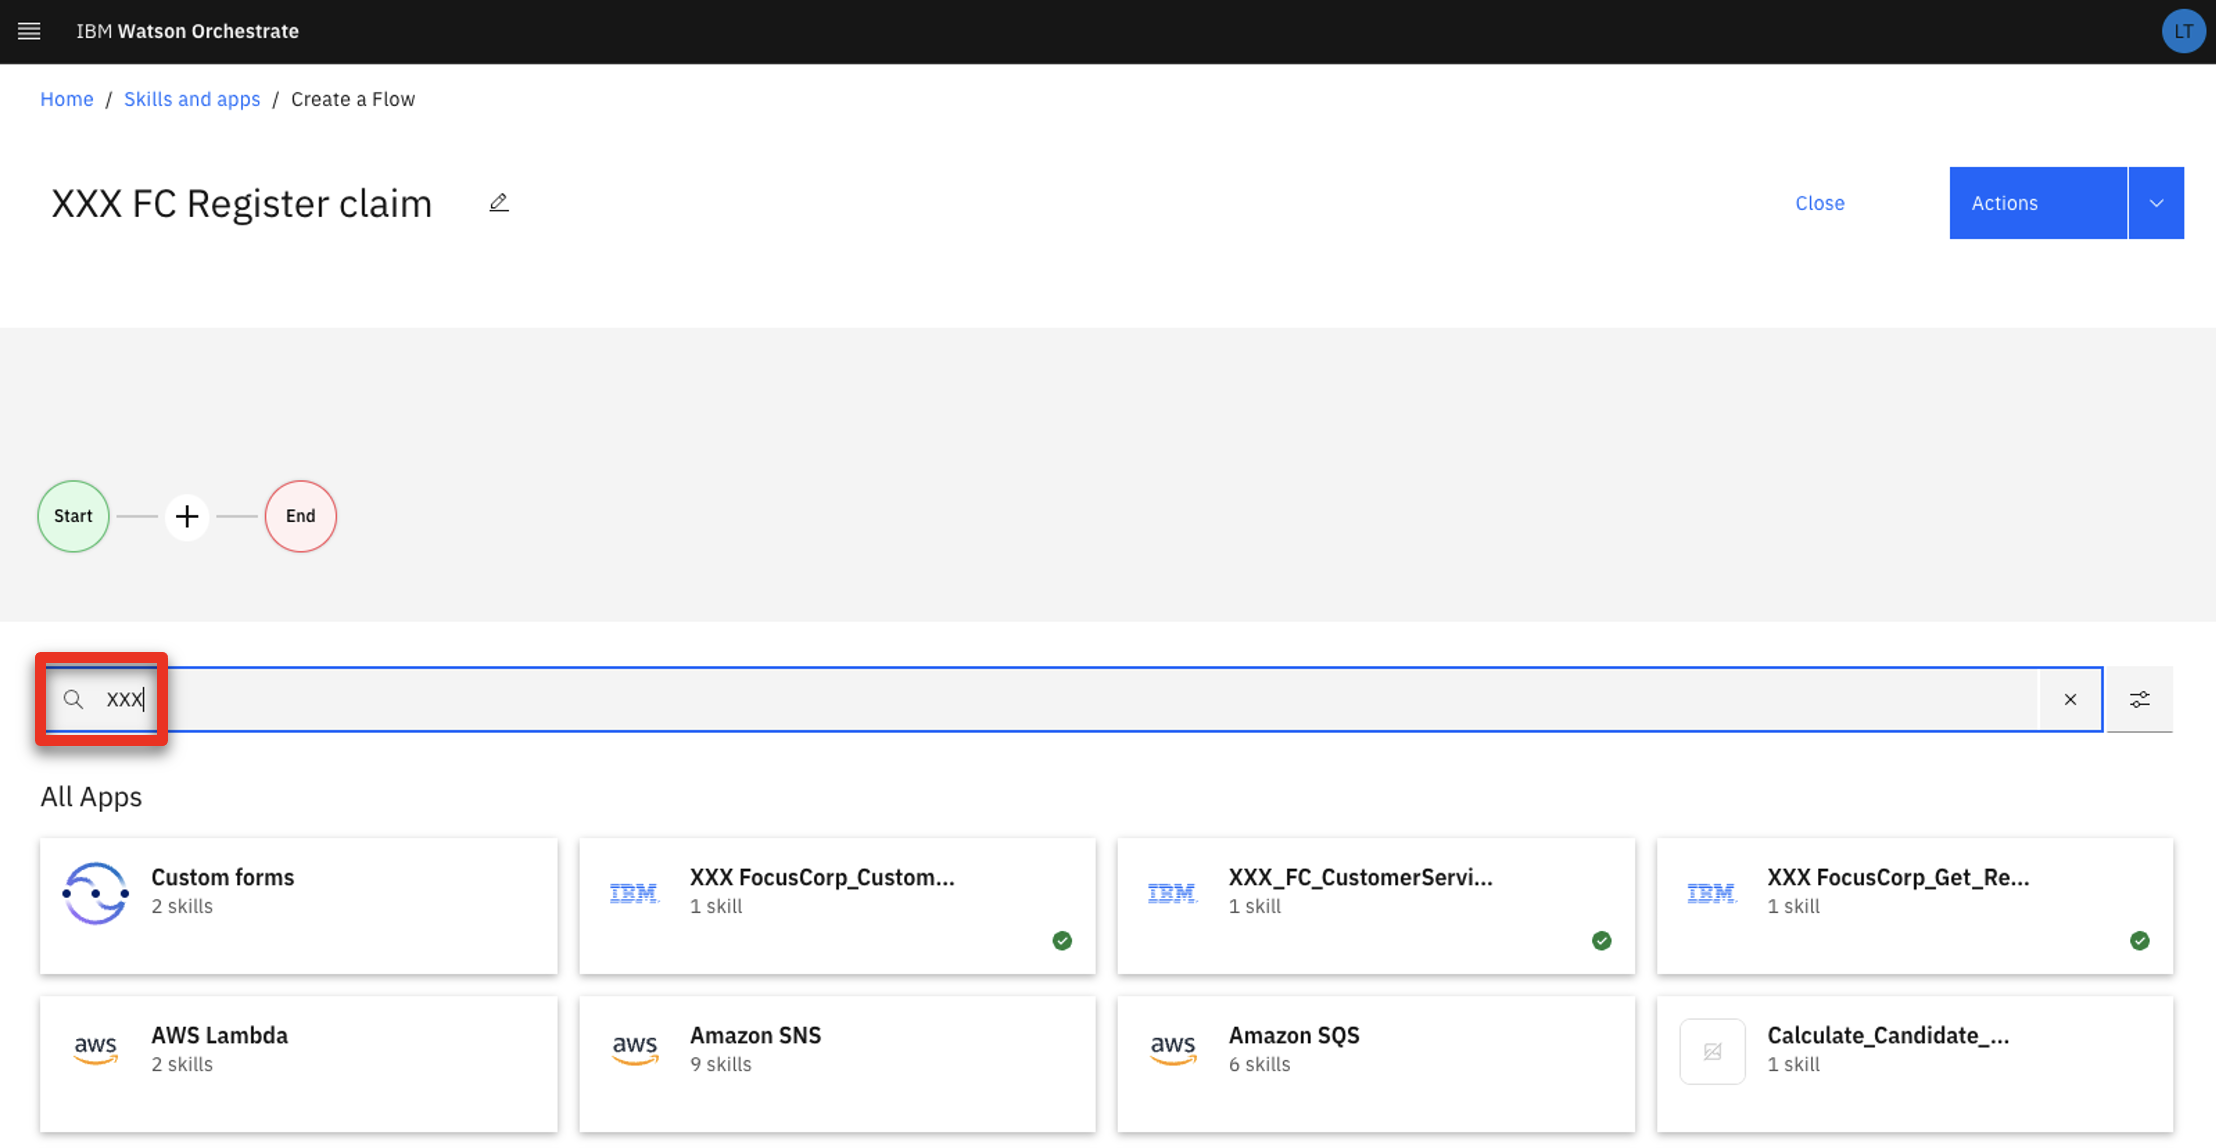 IBM Watson Orchestrate
LT
Home / Skills and apps / Create a Flow
XXX FC Register claim
Close
Actions
Start
End
XXX
All Apps
Custom forms
2 skills
IBM
XXX FocusCorp_Custom...
1 skill
IBM
XXX_FC_CustomerServi...
1 skill
IBM
XXX FocusCorp_Get_Re...
1 skill
aws
AWS Lambda
2 skills
aws
Amazon SNS
9 skills
aws
Amazon SQS
6 skills
Calculate_Candidate_...
1 skill